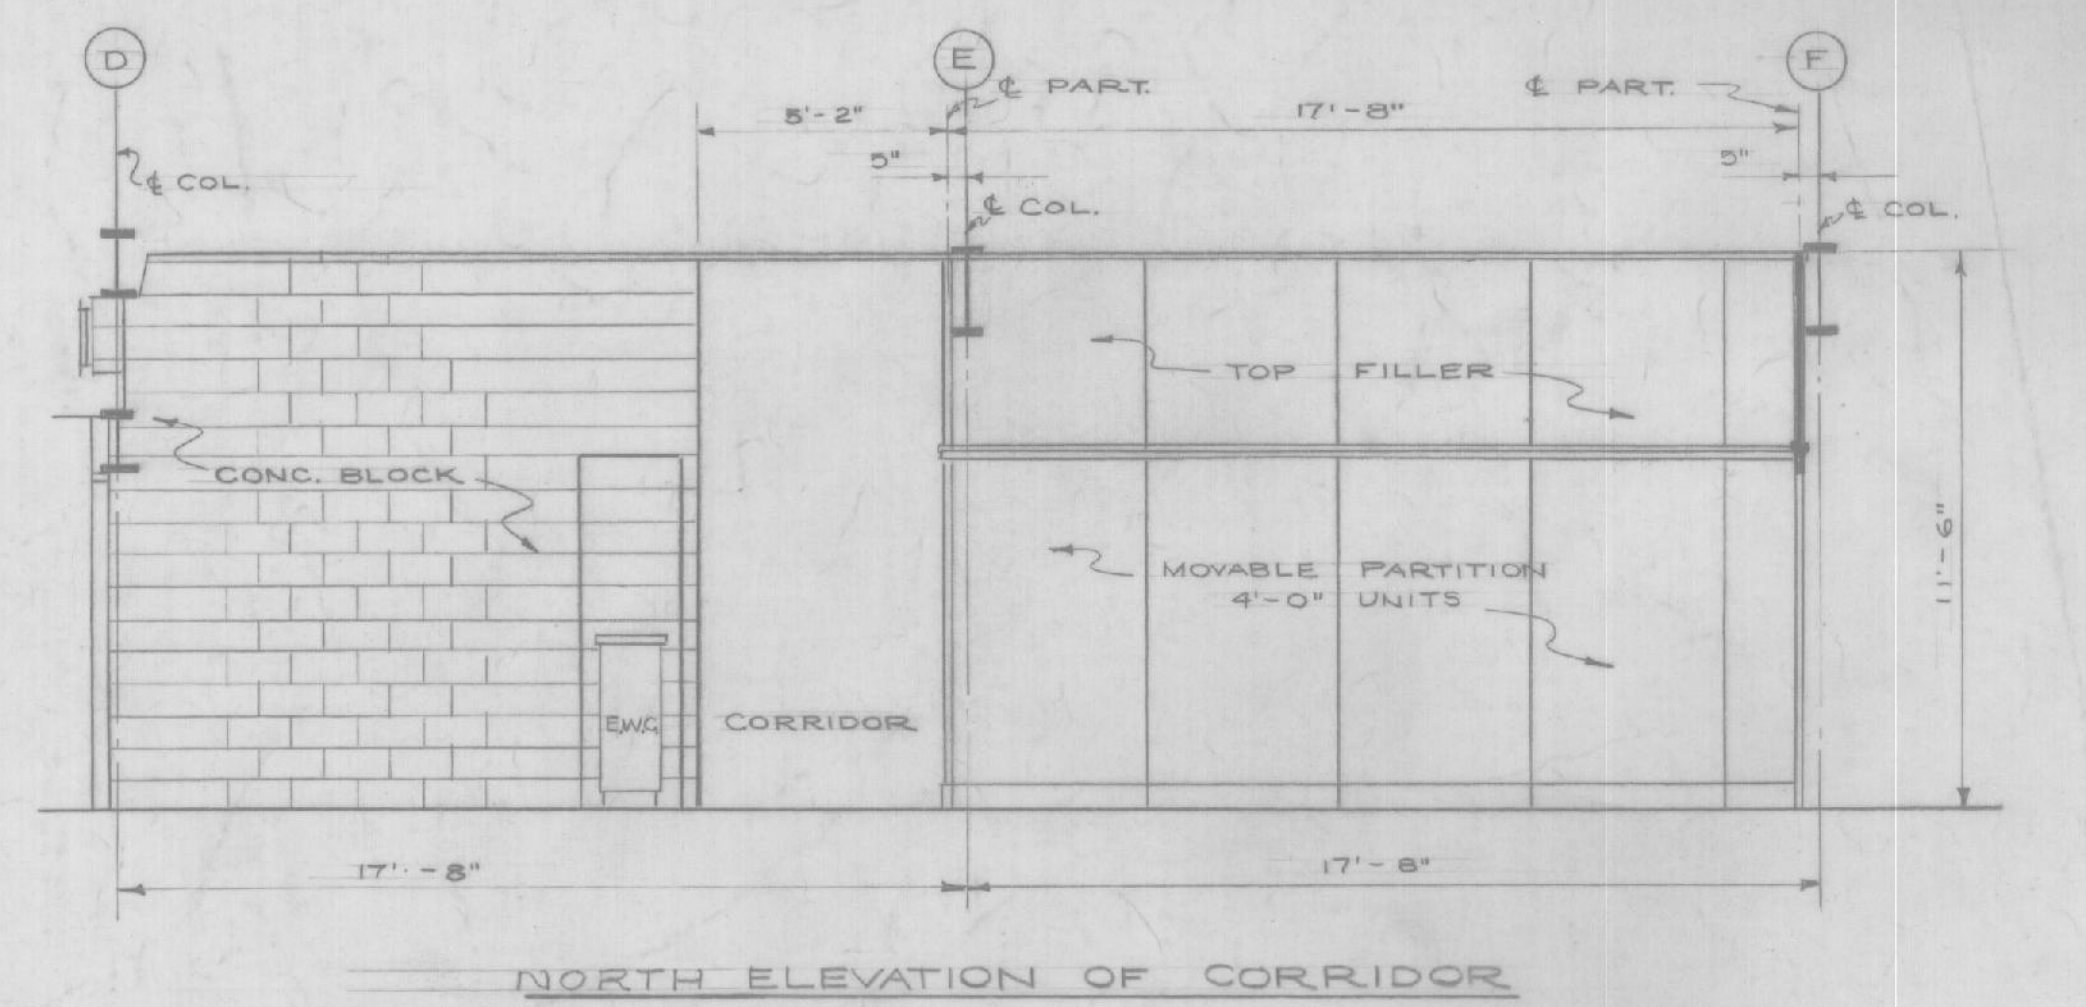 D
E
F
℄ PART.
℄ PART.
5'-2"
17'-8"
5"
5"
℄ COL.
℄ COL.
℄ COL.
TOP FILLER
CONC. BLOCK
11'-6"
MOVABLE PARTITION
4'-0" UNITS
E.W.C.
CORRIDOR
17'-8"
17'-8"
NORTH ELEVATION OF CORRIDOR